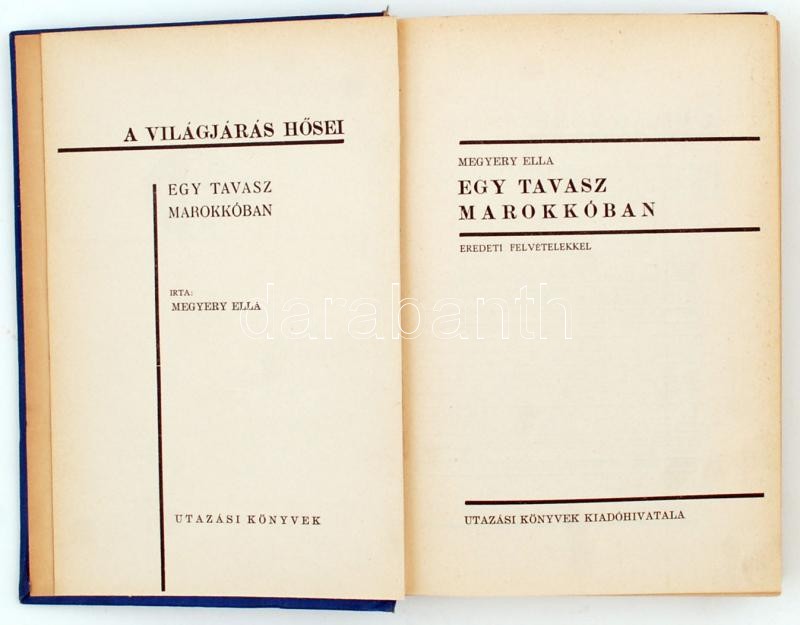 A VILÁGJÁRÁS HŐSEI
EGY TAVASZ
MAROKKÓBAN
IRTA:
MEGYERY ELLA
UTAZÁSI KÖNYVEK
MEGYERY ELLA
EGY TAVASZ
MAROKKÓBAN
EREDETI FELVÉTELEKKEL
UTAZÁSI KÖNYVEK KIADÓHIVATALA
darabanth